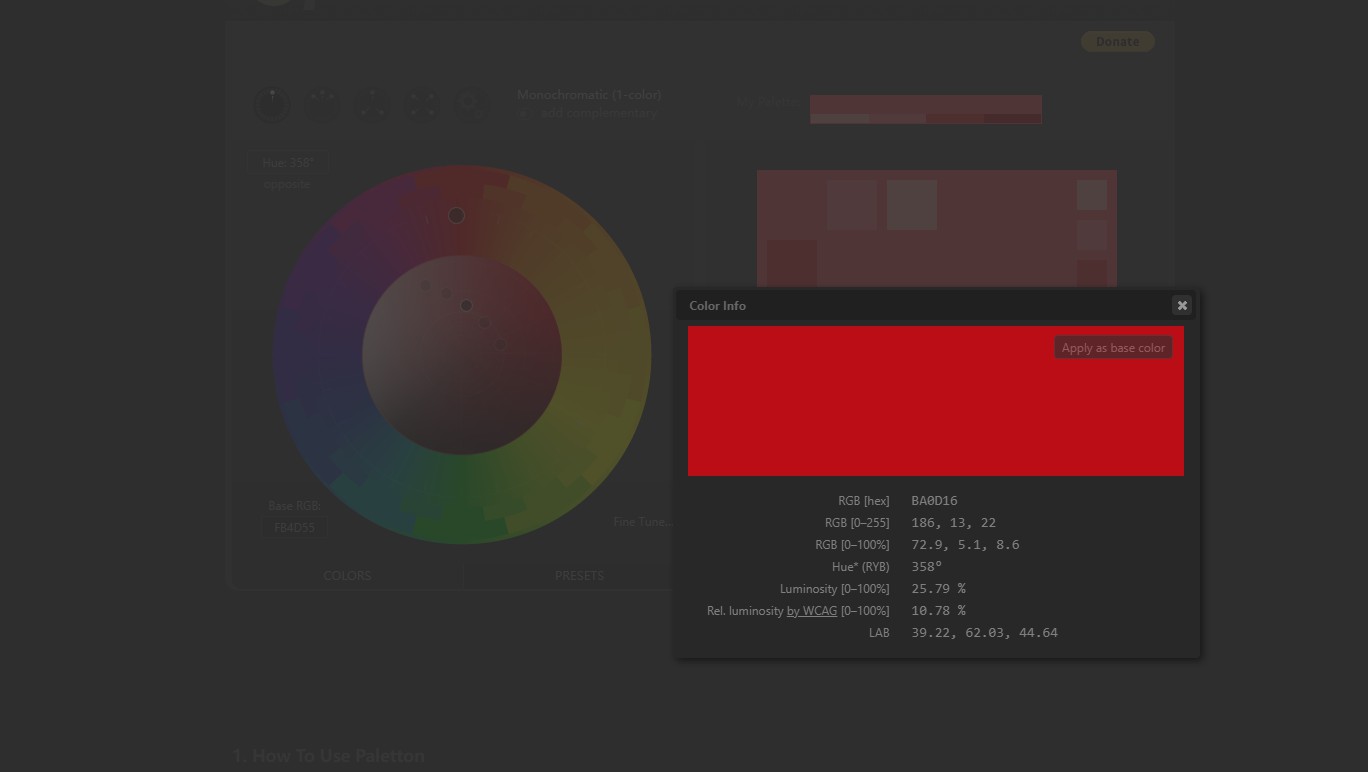 Donate
Monochromatic (1-color)
add complementary
My Palette:
Hue: 358°
opposite
Color Info
Apply as base color
RGB [hex] BA0D16
RGB [0–255] 186, 13, 22
RGB [0–100%] 72.9, 5.1, 8.6
Hue* (RYB) 358º
Luminosity [0–100%] 25.79 %
Rel. luminosity by WCAG [0–100%] 10.78 %
LAB 39.22, 62.03, 44.64
Base RGB:
FB4D55
Fine Tune...
COLORS
PRESETS
1. How To Use Paletton